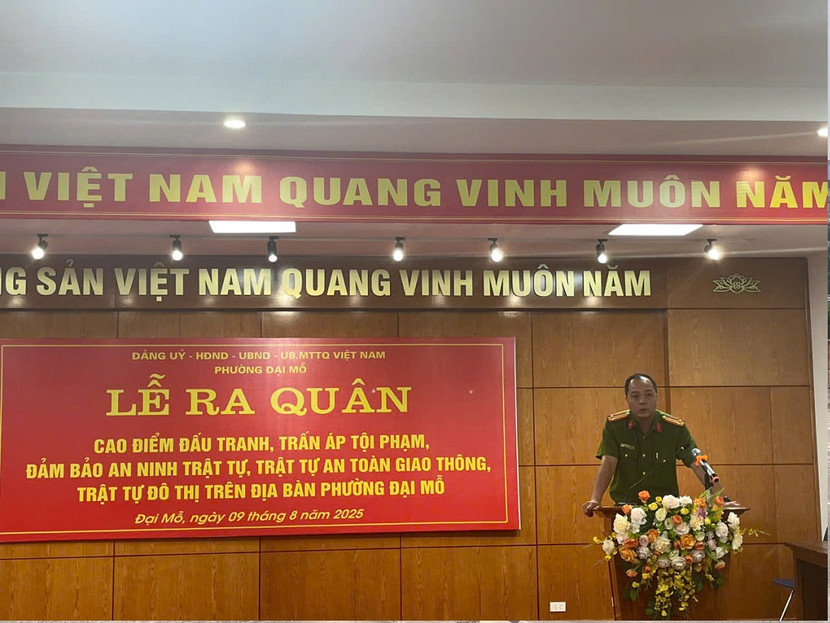 VIỆT NAM QUANG VINH MUÔN NĂM
NG SẢN VIỆT NAM QUANG VINH MUÔN NĂM
ĐẢNG UỶ - HĐND - UBND - UB.MTTQ VIỆT NAM
PHƯỜNG ĐẠI MỖ
LỄ RA QUÂN
CAO ĐIỂM ĐẤU TRANH, TRẤN ÁP TỘI PHẠM,
ĐẢM BẢO AN NINH TRẬT TỰ, TRẬT TỰ AN TOÀN GIAO THÔNG,
TRẬT TỰ ĐÔ THỊ TRÊN ĐỊA BÀN PHƯỜNG ĐẠI MỖ
Đại Mỗ, ngày 09 tháng 8 năm 2025